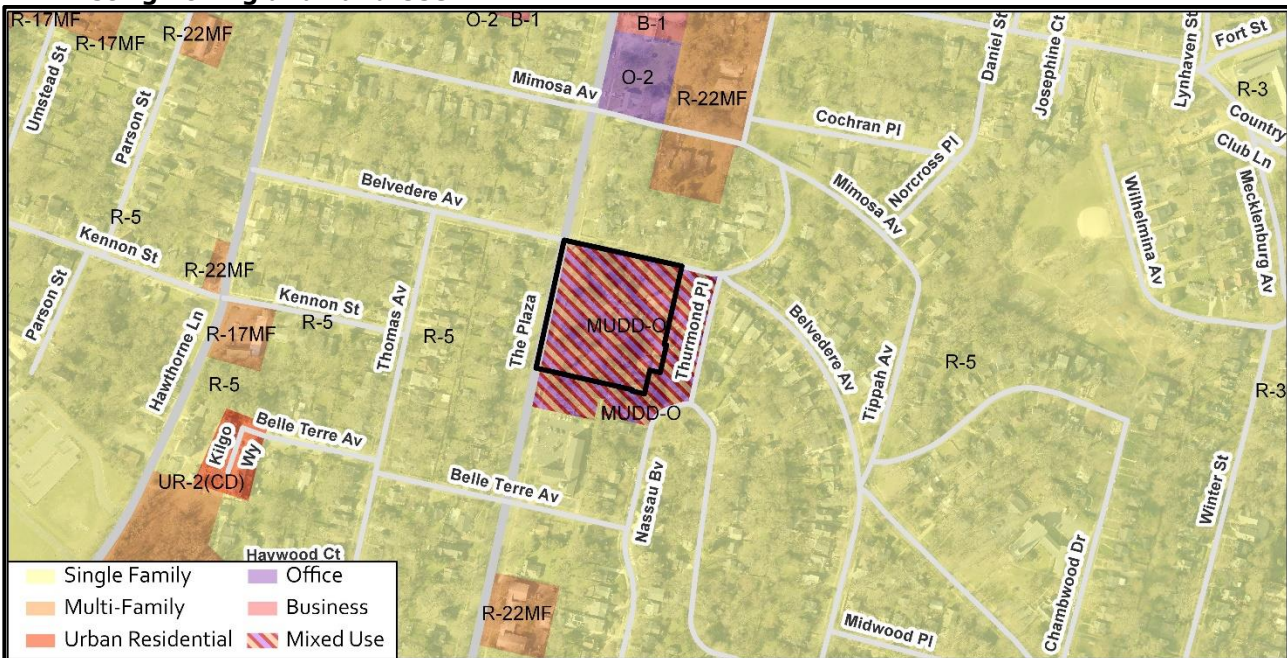 O-2 B-1
R-17MF
R-17MF
R-22MF
B-1
O-2
R-22MF
Mimosa Av
Daniel St
Josephine Ct
Lynhaven St
Fort St
R-3
Country
Club Ln
Umstead St
Parson St
Cochran Pl
Norcross Pl
Mimosa Av
Wilhelmina Av
Mecklenburg Av
Belvedere Av
R-5
Kennon St
Parson St
R-22MF
Kennon St
R-5
R-17MF
Hawthorne Ln
R-5
Thomas Av
R-5
The Plaza
MUDD-O
Thurmond Pl
MUDD-O
Belvedere Av
Tippah Av
R-5
R-3
Kilgo
Wy
Belle Terre Av
UR-2(CD)
Belle Terre Av
Nassau Bv
Winter St
Chambwood Dr
Haywood Ct
R-22MF
Midwood Pl
Single Family
Multi-Family
Urban Residential
Office
Business
Mixed Use